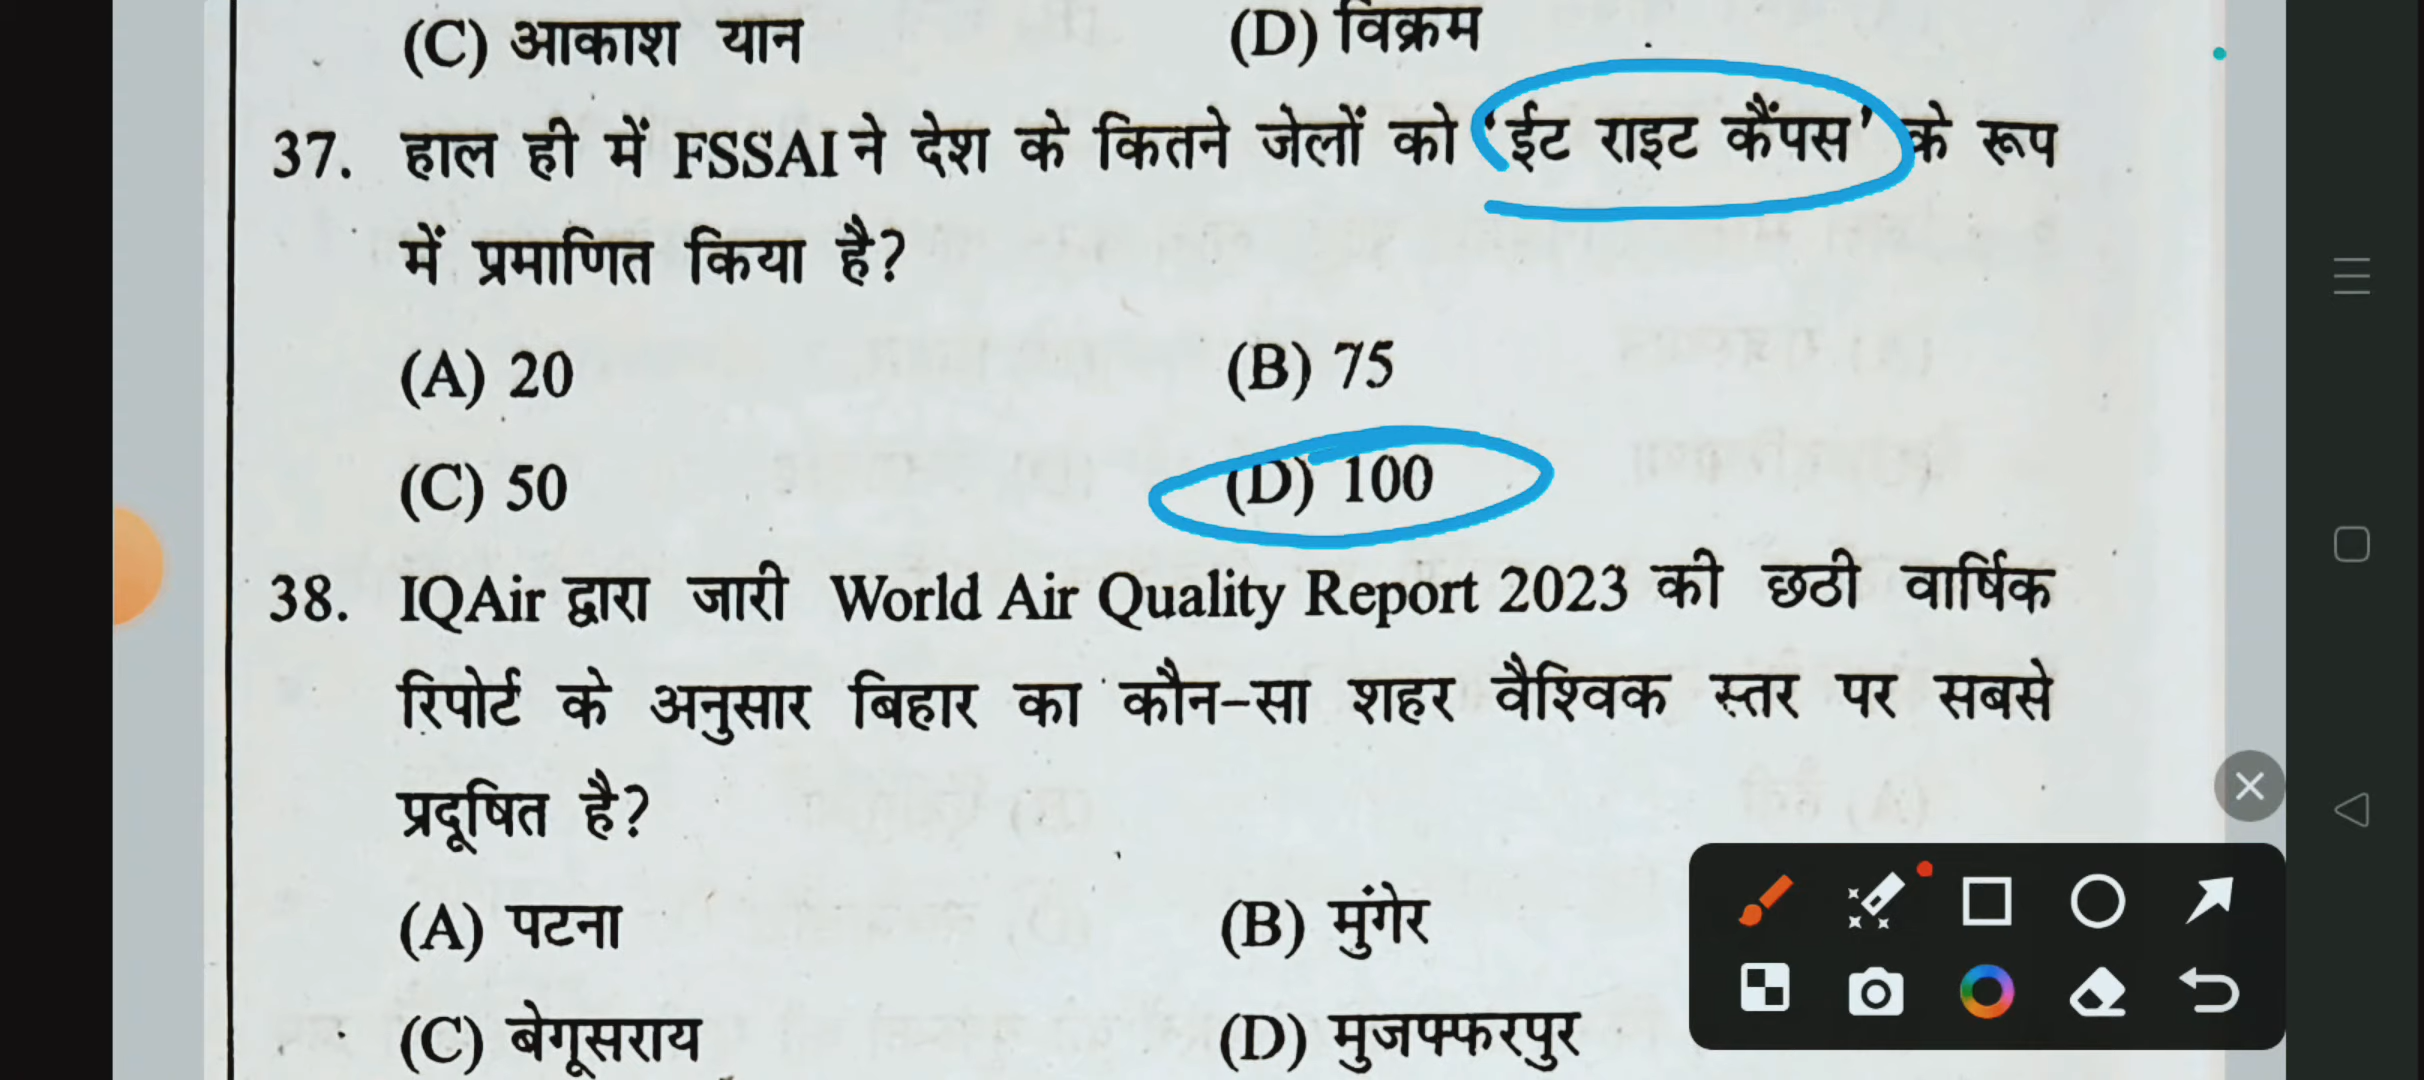 (C) आकाश यान (D) विक्रम
37. हाल ही में FSSAI ने देश के कितने जेलों को 'ईट राइट कैंपस' के रूप
में प्रमाणित किया है?
(A) 20 (B) 75
(C) 50 (D) 100
38. IQAir द्वारा जारी World Air Quality Report 2023 की छठी वार्षिक
रिपोर्ट के अनुसार बिहार का कौन-सा शहर वैश्विक स्तर पर सबसे
प्रदूषित है?
(A) पटना (B) मुंगेर
(C) बेगूसराय (D) मुजफ्फरपुर